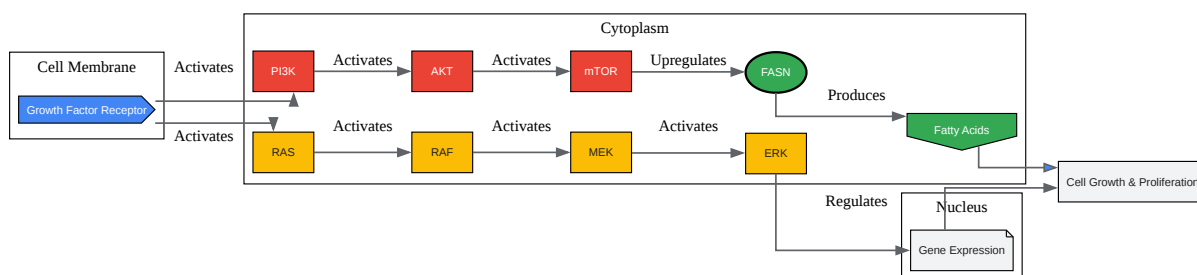 Cytoplasm
Cell Membrane
Growth Factor Receptor
Activates
Activates
PI3K
Activates
AKT
Activates
mTOR
Upregulates
FASN
Produces
Fatty Acids
RAS
Activates
RAF
Activates
MEK
Activates
ERK
Regulates
Nucleus
Gene Expression
Cell Growth & Proliferation